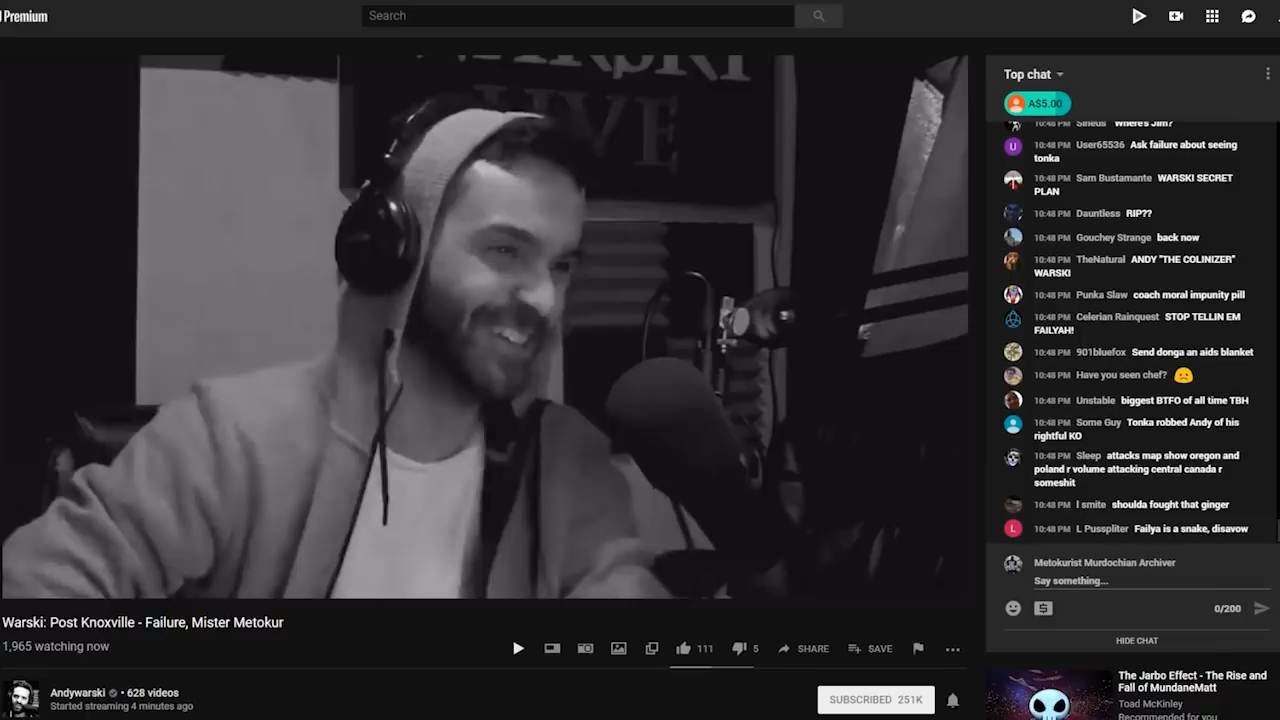 Premium
Search
WARSKI
LIVE
Top chat
A$5.00
10:48 PM Sineus Where's Jim?
U
10:48 PM User65536 Ask failure about seeing
tonka
10:48 PM Sam Bustamante WARSKI SECRET
PLAN
10:48 PM Dauntless RIP??
10:48 PM Gouchey Strange back now
10:48 PM TheNatural ANDY "THE COLINIZER"
WARSKI
10:48 PM Punka Slaw coach moral impunity pill
10:48 PM Celerian Rainquest STOP TELLIN EM
FAILYAH!
10:48 PM 901bluefox Send donga an aids blanket
10:48 PM Have you seen chef?
10:48 PM Unstable biggest BTFO of all time TBH
10:48 PM Some Guy Tonka robbed Andy of his
rightful KO
10:48 PM Sleep attacks map show oregon and
poland r volume attacking central canada r
someshit
10:48 PM l smite shoulda fought that ginger
L
10:48 PM L Pusspliter Failya is a snake, disavow
Metokurist Murdochian Archiver
Say something...
0/200
HIDE CHAT
Warski: Post Knoxville - Failure, Mister Metokur
1,965 watching now
111
5
SHARE
SAVE
Andywarski • 628 videos
Started streaming 4 minutes ago
SUBSCRIBED 251K
The Jarbo Effect - The Rise and
Fall of MundaneMatt
Toad McKinley
Recommended for you